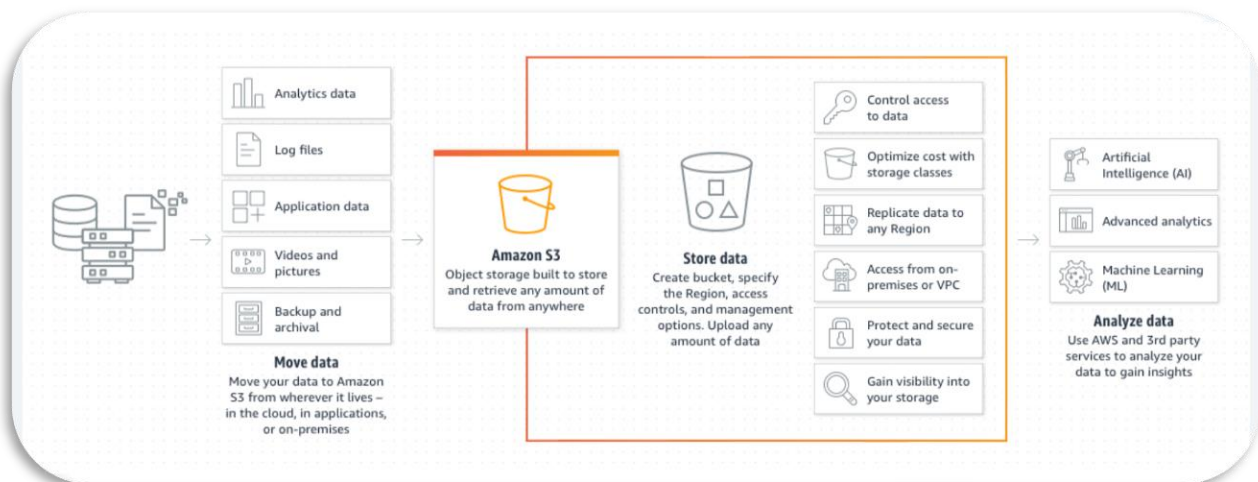 Analytics data
Log files
Application data
Videos and
pictures
Backup and
archival
Move data
Move your data to Amazon
S3 from wherever it lives –
in the cloud, in applications,
or on-premises
Amazon S3
Object storage built to store
and retrieve any amount of
data from anywhere
Store data
Create bucket, specify
the Region, access
controls, and management
options. Upload any
amount of data
Control access
to data
Optimize cost with
storage classes
Replicate data to
any Region
Access from on-
premises or VPC
Protect and secure
your data
Gain visibility into
your storage
Artificial
Intelligence (AI)
Advanced analytics
Machine Learning
(ML)
Analyze data
Use AWS and 3rd party
services to analyze your
data to gain insights